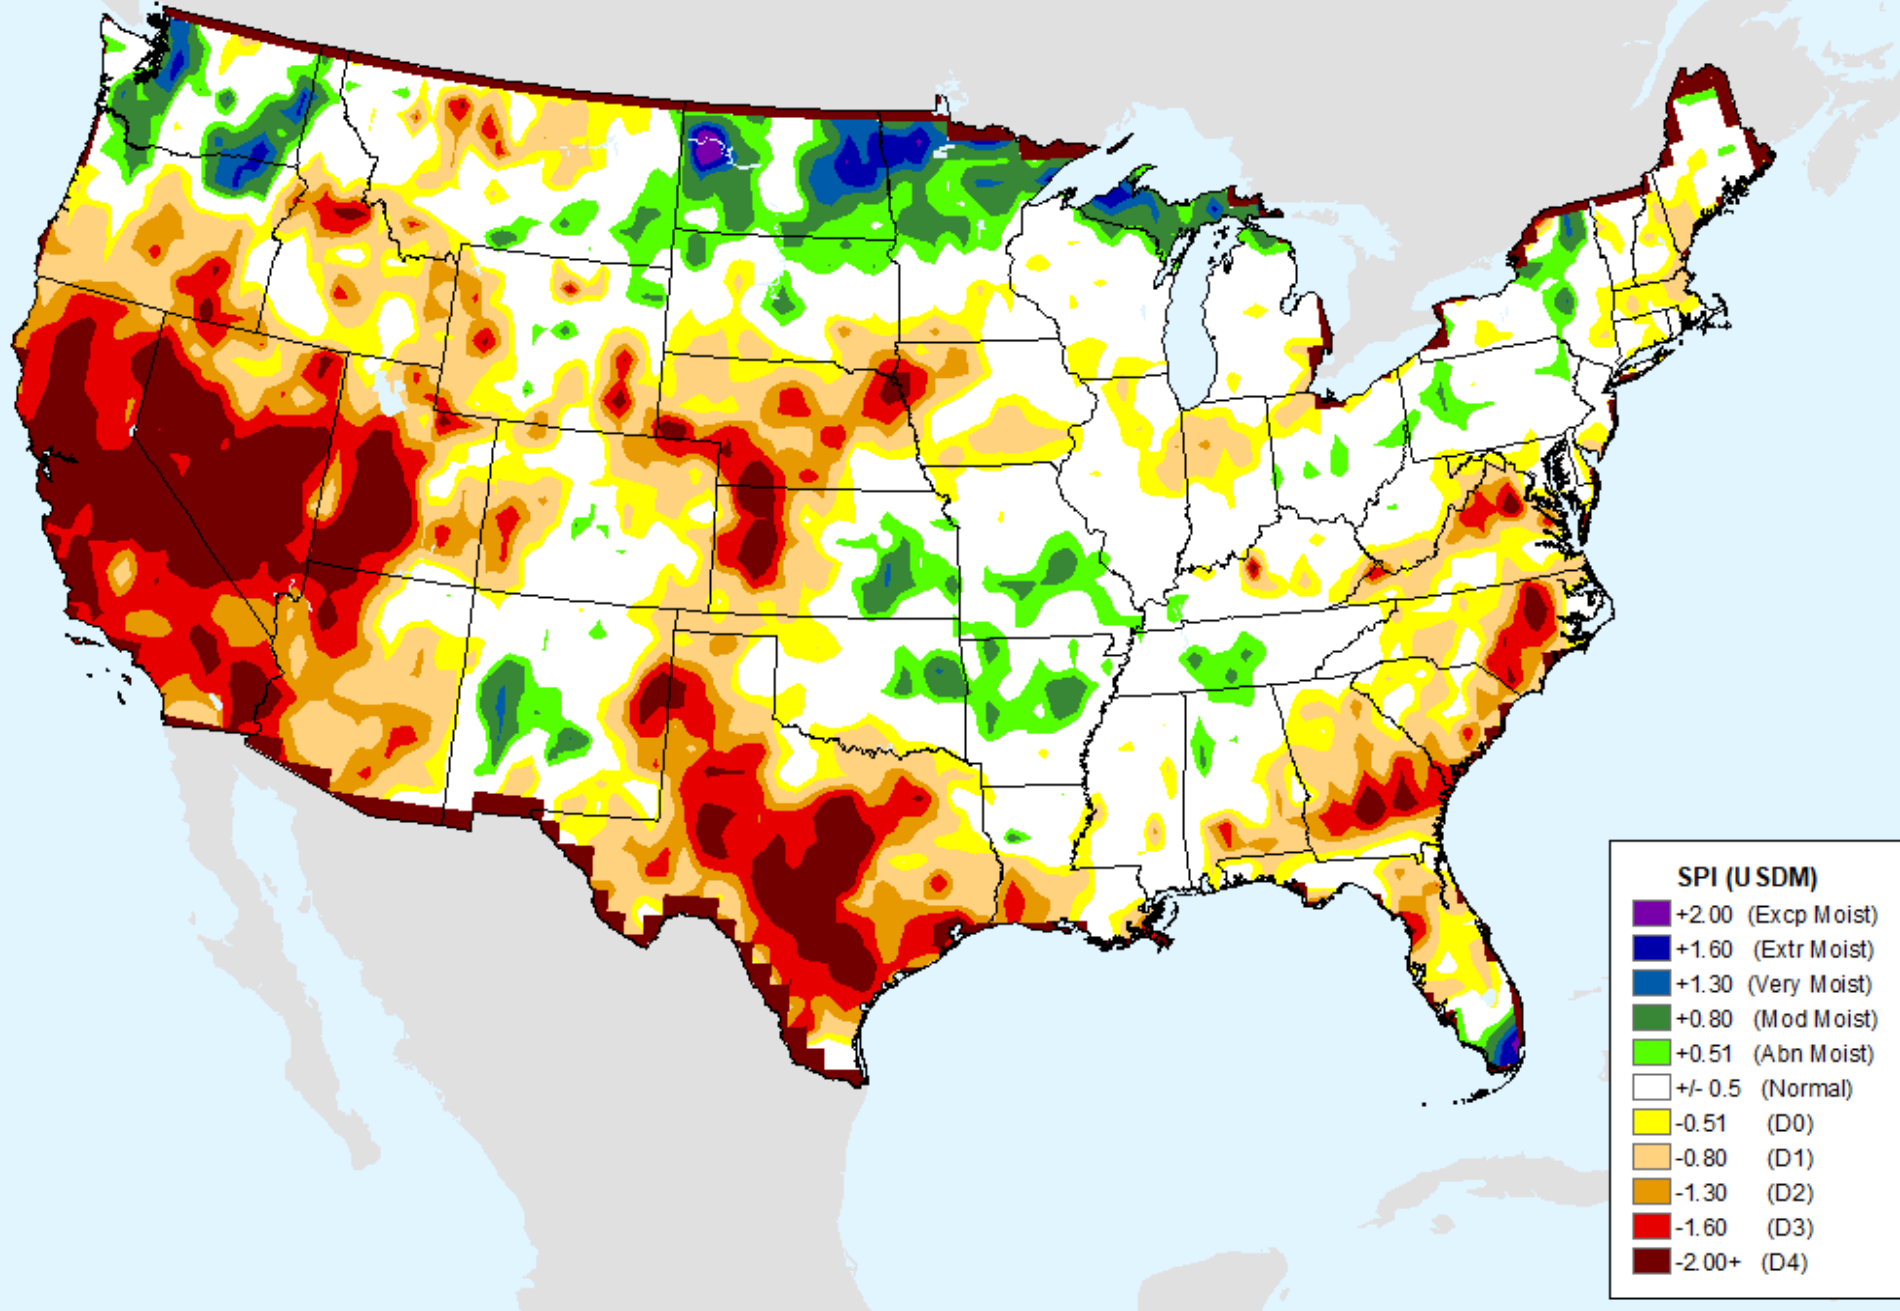 SPI (USDM)
+2.00 (Excp Moist)
+1.60 (Extr Moist)
+1.30 (Very Moist)
+0.80 (Mod Moist)
+0.51 (Abn Moist)
+/- 0.5 (Normal)
-0.51 (D0)
-0.80 (D1)
-1.30 (D2)
-1.60 (D3)
-2.00+ (D4)